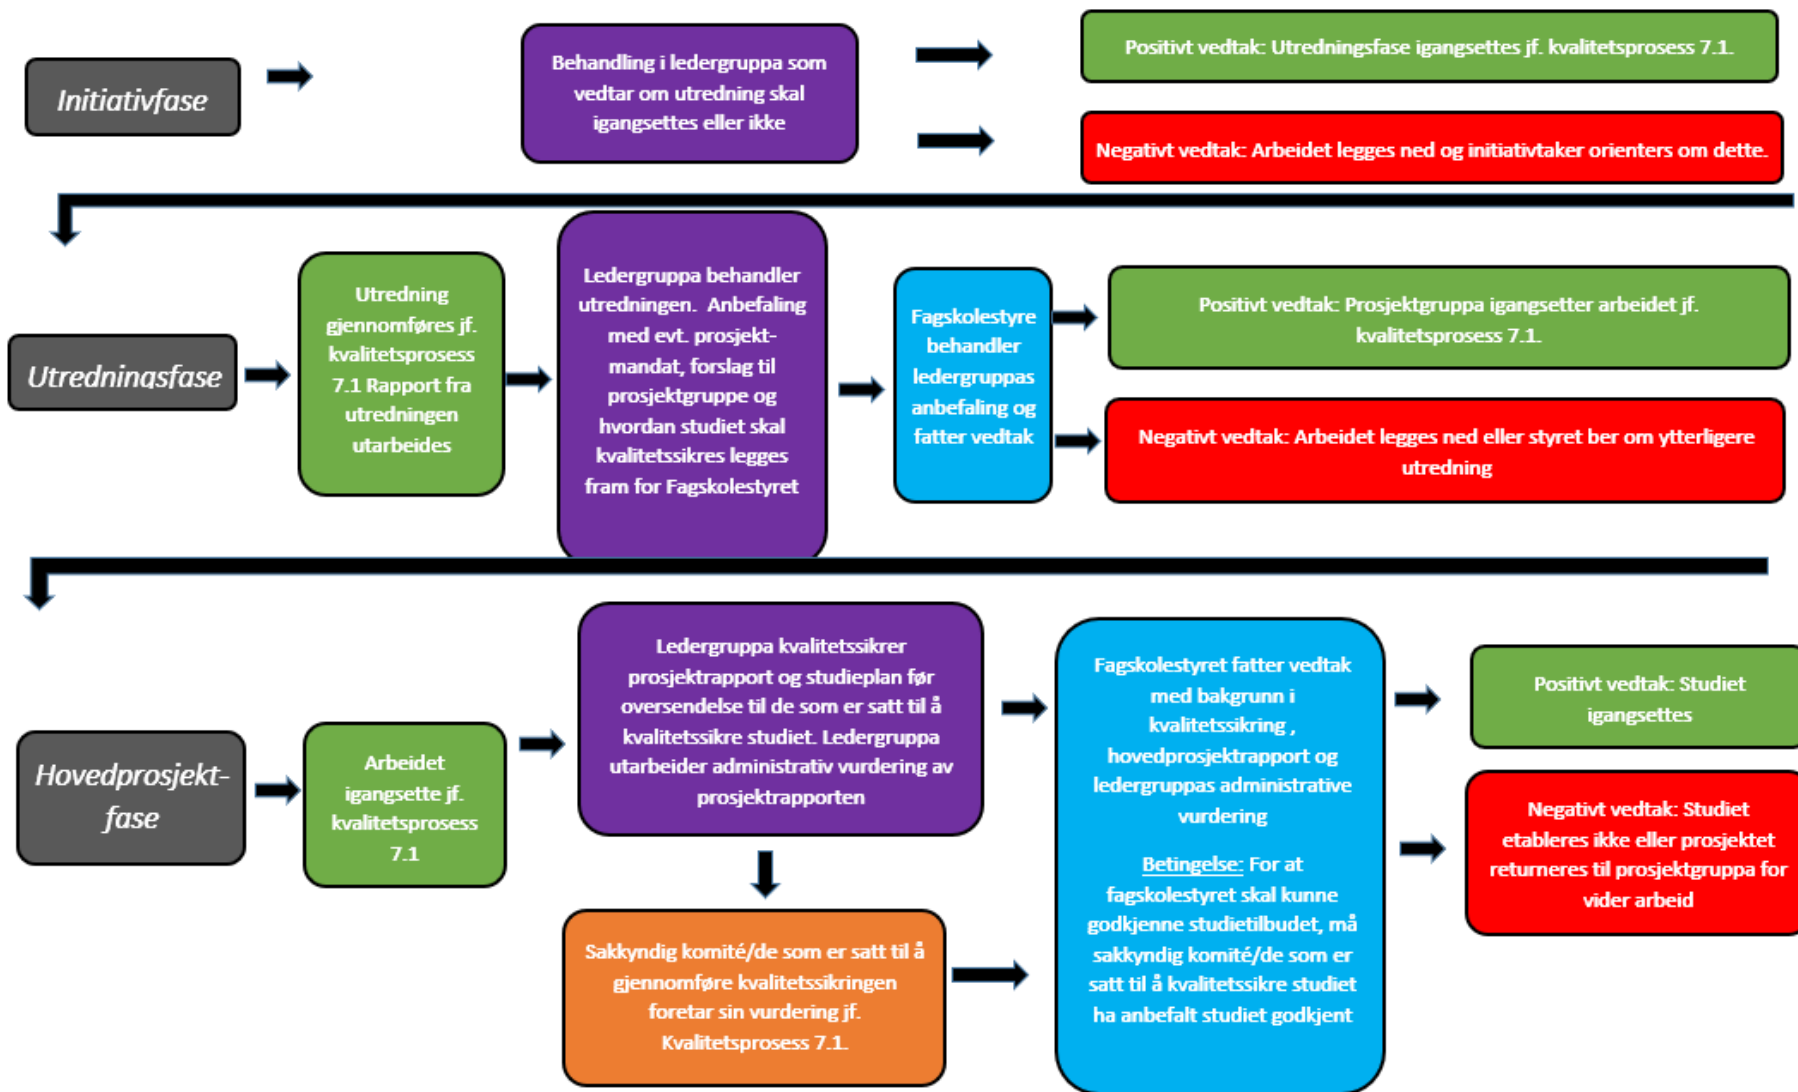 Initiativfase
Behandling i ledergruppa som
vedtar om utredning skal
igangsettes eller ikke
Positivt vedtak: Utredningsfase igangsettes jf. kvalitetsprosess 7.1.
Negativt vedtak: Arbeidet legges ned og initiativtaker orienters om dette.
Utredningsfase
Utredning
gjennomføres jf.
kvalitetsprosess
7.1 Rapport fra
utredningen
utarbeides
Ledergruppa behandler
utredningen. Anbefaling
med evt. prosjekt-
mandat, forslag til
prosjektgruppe og
hvordan studiet skal
kvalitetssikres legges
fram for Fagskolestyret
Fagskolestyre
behandler
ledergruppas
anbefaling og
fatter vedtak
Positivt vedtak: Prosjektgruppa igangsetter arbeidet jf.
kvalitetsprosess 7.1.
Negativt vedtak: Arbeidet legges ned eller styret ber om ytterligere
utredning
Hovedprosjekt-
fase
Arbeidet
igangsette jf.
kvalitetsprosess
7.1
Ledergruppa kvalitetssikrer
prosjektrapport og studieplan før
oversendelse til de som er satt til å
kvalitetssikre studiet. Ledergruppa
utarbeider administrativ vurdering av
prosjektrapporten
Sakkyndig komité/de som er satt til å
gjennomføre kvalitetssikringen
foretar sin vurdering jf.
Kvalitetsprosess 7.1.
Fagskolestyret fatter vedtak
med bakgrunn i
kvalitetssikring ,
hovedprosjektrapport og
ledergruppas administrative
vurdering
Betingelse: For at
fagskolestyret skal kunne
godkjenne studietilbudet, må
sakkyndig komité/de som er
satt til å kvalitetssikre studiet
ha anbefalt studiet godkjent
Positivt vedtak: Studiet
igangsettes
Negativt vedtak: Studiet
etableres ikke eller prosjektet
returneres til prosjektgruppa for
vider arbeid